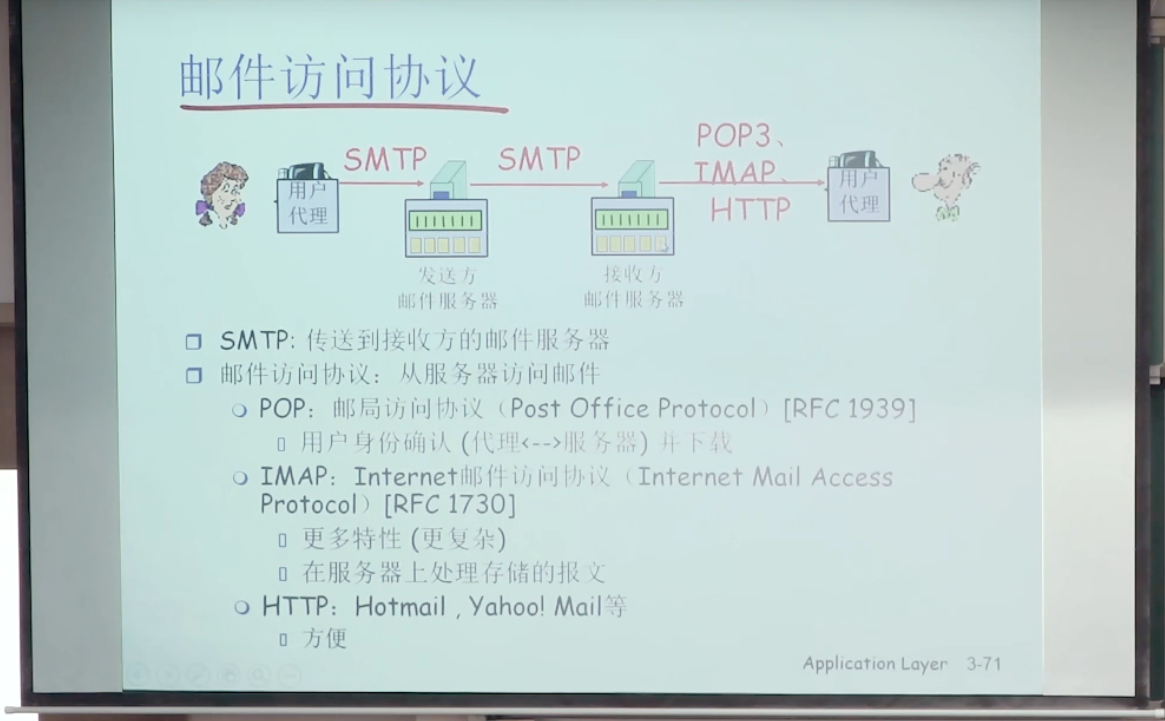 邮件访问协议
SMTP
SMTP
POP3、
IMAP、
HTTP
用户
代理
用户
代理
发送方
邮件服务器
接收方
邮件服务器
SMTP: 传送到接收方的邮件服务器
邮件访问协议：从服务器访问邮件
POP：邮局访问协议（Post Office Protocol）[RFC 1939]
用户身份确认 (代理<-->服务器) 并下载
IMAP：Internet邮件访问协议（Internet Mail Access
Protocol）[RFC 1730]
更多特性 (更复杂)
在服务器上处理存储的报文
HTTP：Hotmail , Yahoo! Mail等
方便
Application Layer 3-71